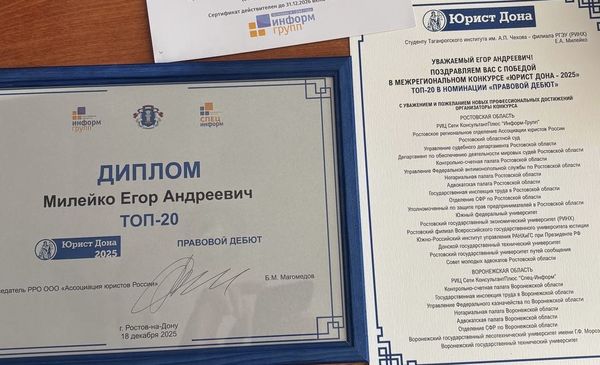 Сертификат действителен до 31.12.2026 включ
информ
групп
информ
групп
СПЕЦ
информ
ДИПЛОМ
Милейко Егор Андреевич
ТОП-20
Юрист Дона
2025
ПРАВОВОЙ ДЕБЮТ
седатель РРО ООО «Ассоциация юристов России»
Б.М. Магомедов
г. Ростов-на-Дону
18 декабря 2025
Юрист Дона
Студенту Таганрогского института им. А.П. Чехова - филиала РГЭУ (РИНХ)
Е.А. Милейко
УВАЖАЕМЫЙ ЕГОР АНДРЕЕВИЧ!
ПОЗДРАВЛЯЕМ ВАС С ПОБЕДОЙ
В МЕЖРЕГИОНАЛЬНОМ КОНКУРСЕ «ЮРИСТ ДОНА - 2025»
ТОП-20 В НОМИНАЦИИ «ПРАВОВОЙ ДЕБЮТ»
С УВАЖЕНИЕМ И ПОЖЕЛАНИЕМ НОВЫХ ПРОФЕССИОНАЛЬНЫХ ДОСТИЖЕНИЙ
ОРГАНИЗАТОРЫ КОНКУРСА
РОСТОВСКАЯ ОБЛАСТЬ
РИЦ Сети КонсультантПлюс "Информ-Групп"
Ростовское региональное отделение Ассоциации юристов России
Ростовский областной суд
Управление судебного департамента Ростовской области
Департамент по обеспечению деятельности мировых судей Ростовской области
Контрольно-счетная палата Ростовской области
Управление Федеральной антимонопольной службы по Ростовской области
Нотариальная палата Ростовской области
Адвокатская палата Ростовской области
Государственная инспекция труда в Ростовской области
Отделение СФР по Ростовской области
Уполномоченный по защите прав предпринимателей в Ростовской области
Южный федеральный университет
Ростовский государственный экономический университет (РИНХ)
Ростовский филиал Всероссийского государственного университета юстиции
Южно-Российский институт управления РАНХиГС при Президенте РФ
Донской государственный технический университет
Ростовский государственный университет путей сообщения
Совет молодых адвокатов Ростовской области
ВОРОНЕЖСКАЯ ОБЛАСТЬ
РИЦ Сети КонсультантПлюс "Спец-Информ"
Контрольно-счетная палата Воронежской области
Государственная инспекция труда в Воронежской области
Управление Федерального казначейства по Воронежской области
Нотариальная палата Воронежской области
Адвокатская палата Воронежской области
Отделение СФР по Воронежской области
Воронежский государственный лесотехнический университет имени Г.Ф. Мороз
Воронежский государственный технический университет